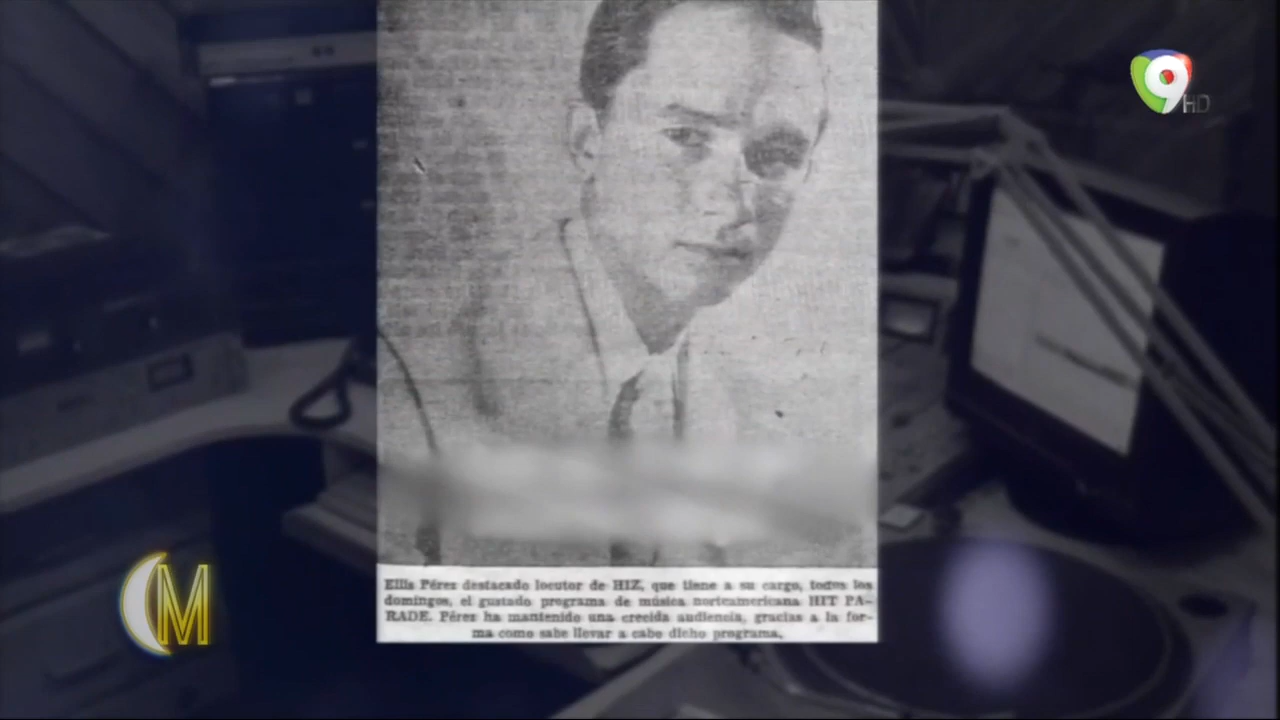 9
HD
M
Ellis Pérez destacado locutor de HIZ, que tiene a su cargo, todos los
domingos, el gustado programa de música norteamericana HIT PA-
RADE. Pérez ha mantenido una crecida audiencia, gracias a la for-
ma como sabe llevar a cabo dicho programa.